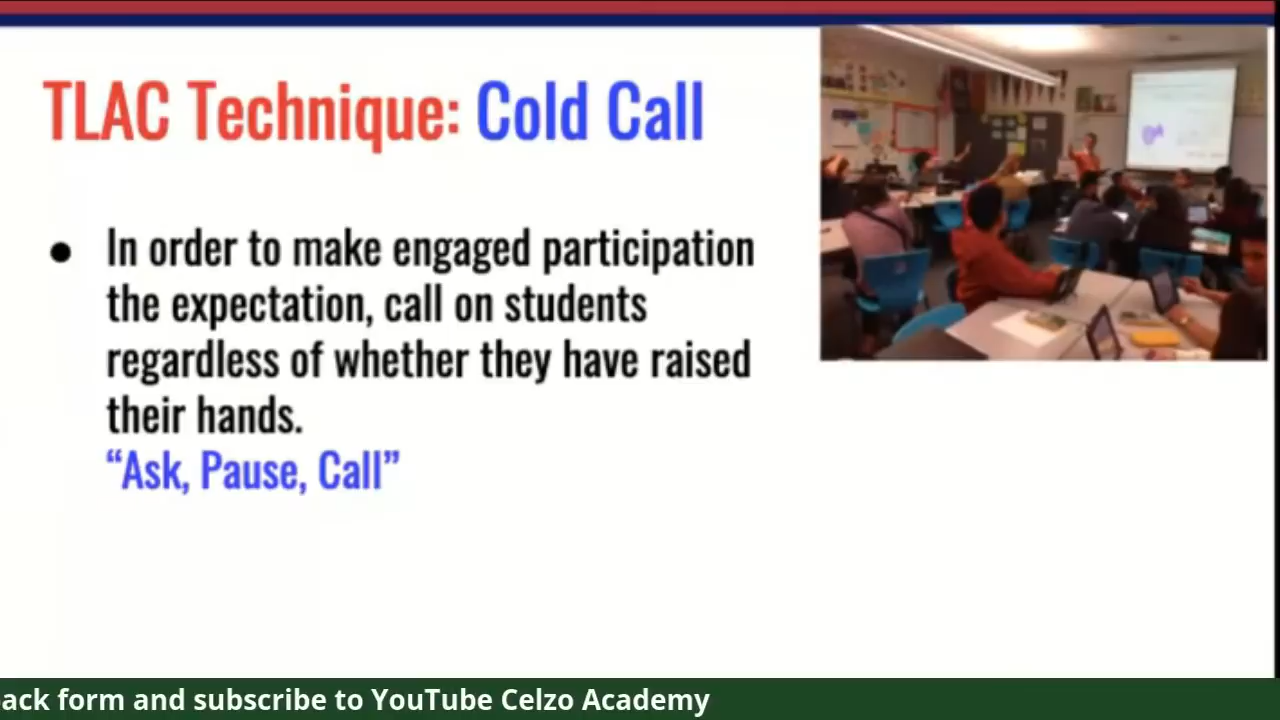 TLAC Technique: Cold Call
● In order to make engaged participation
the expectation, call on students
regardless of whether they have raised
their hands.
“Ask, Pause, Call”
ack form and subscribe to YouTube Celzo Academy